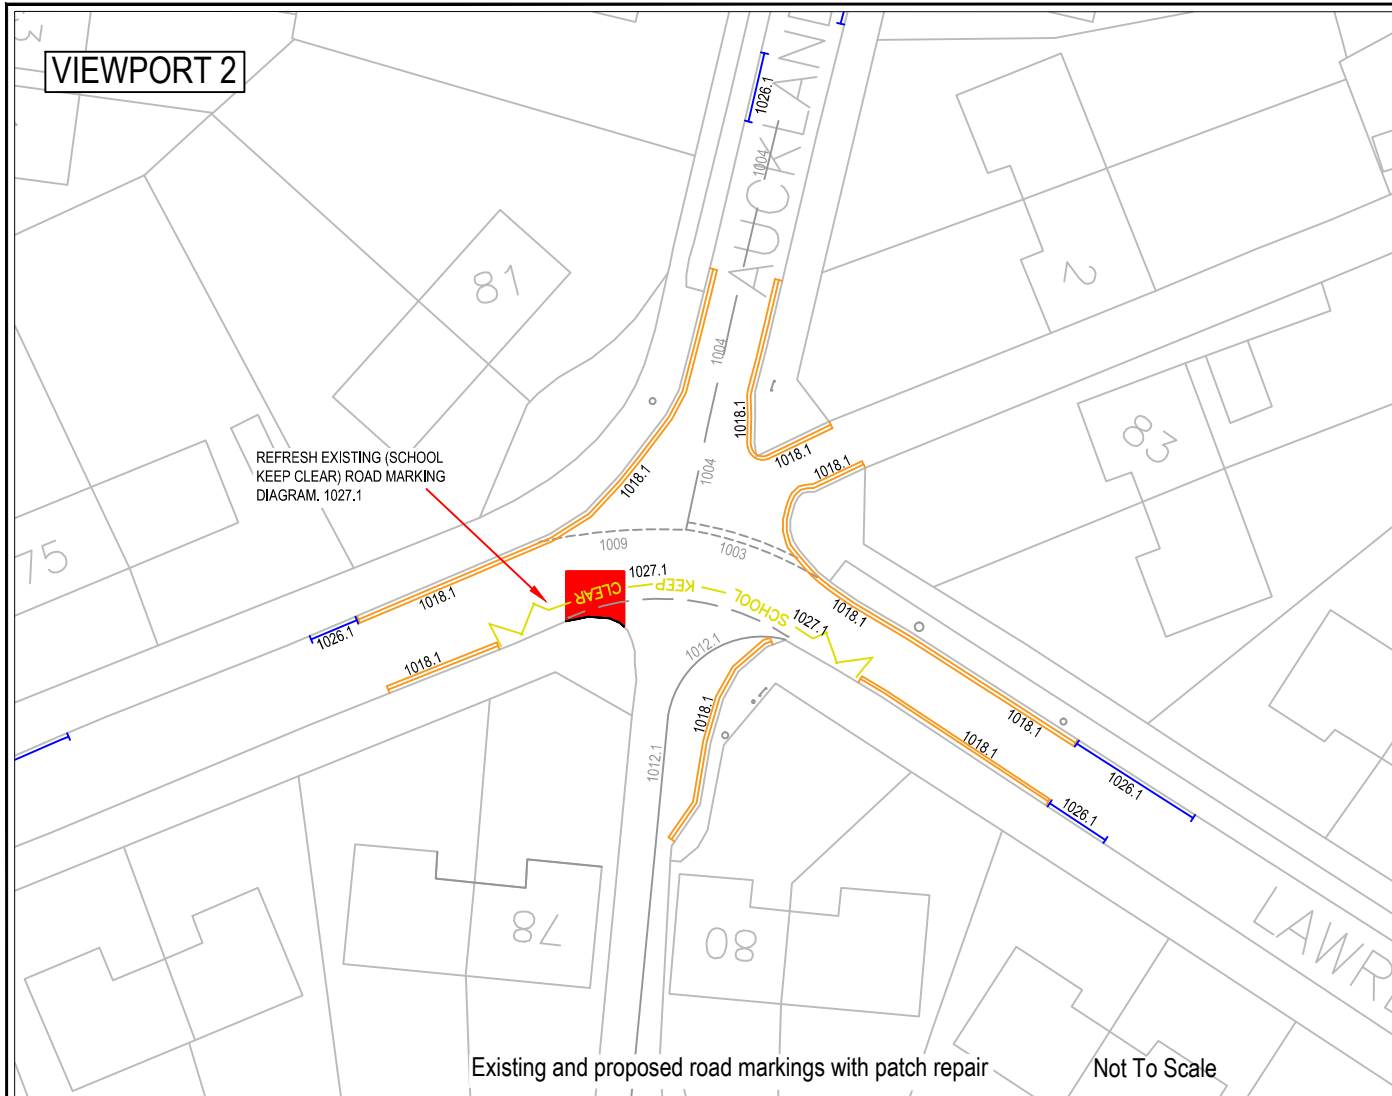 VIEWPORT 2
1026.1
1004
AUCKLAND
81
2
1004
1018.1
1018.1
1018.1
1018.1
83
1004
REFRESH EXISTING (SCHOOL
KEEP CLEAR) ROAD MARKING
DIAGRAM. 1027.1
1018.1
75
1009
1003
1027.1
CLEAR
KEEP
SCHOOL
1027.1
1018.1
1018.1
1026.1
1018.1
1012.1
1018.1
1012.1
1018.1
1018.1
1026.1
1026.1
78
80
LAWR
Existing and proposed road markings with patch repair
Not To Scale